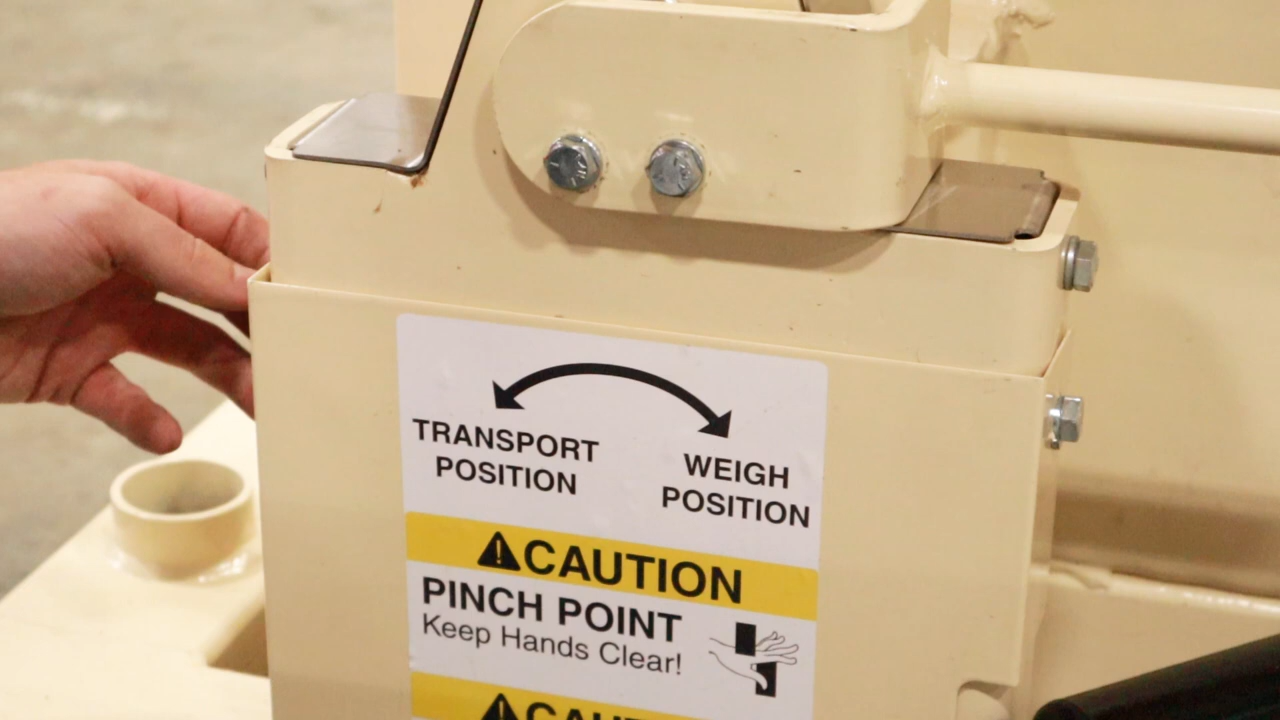 TRANSPORT
POSITION
WEIGH
POSITION
CAUTION
PINCH POINT
Keep Hands Clear!